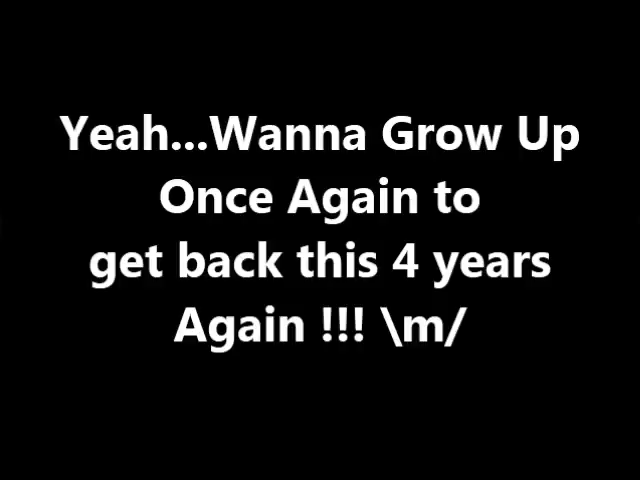 Yeah...Wanna Grow Up
Once Again to
get back this 4 years
Again !!! \m/